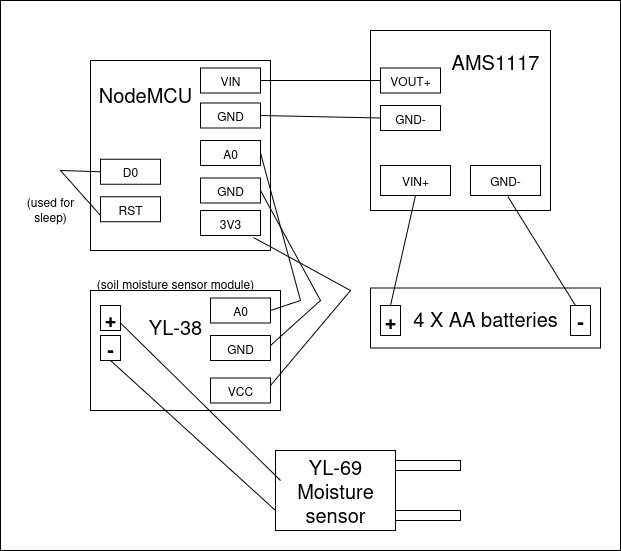 AMS1117
NodeMCU
VIN
VOUT+
GND
GND-
A0
D0
VIN+
GND-
GND
(used for
sleep)
RST
3V3
(soil moisture sensor module)
A0
+
YL-38
+
4 X AA batteries
-
-
GND
VCC
YL-69
Moisture
sensor